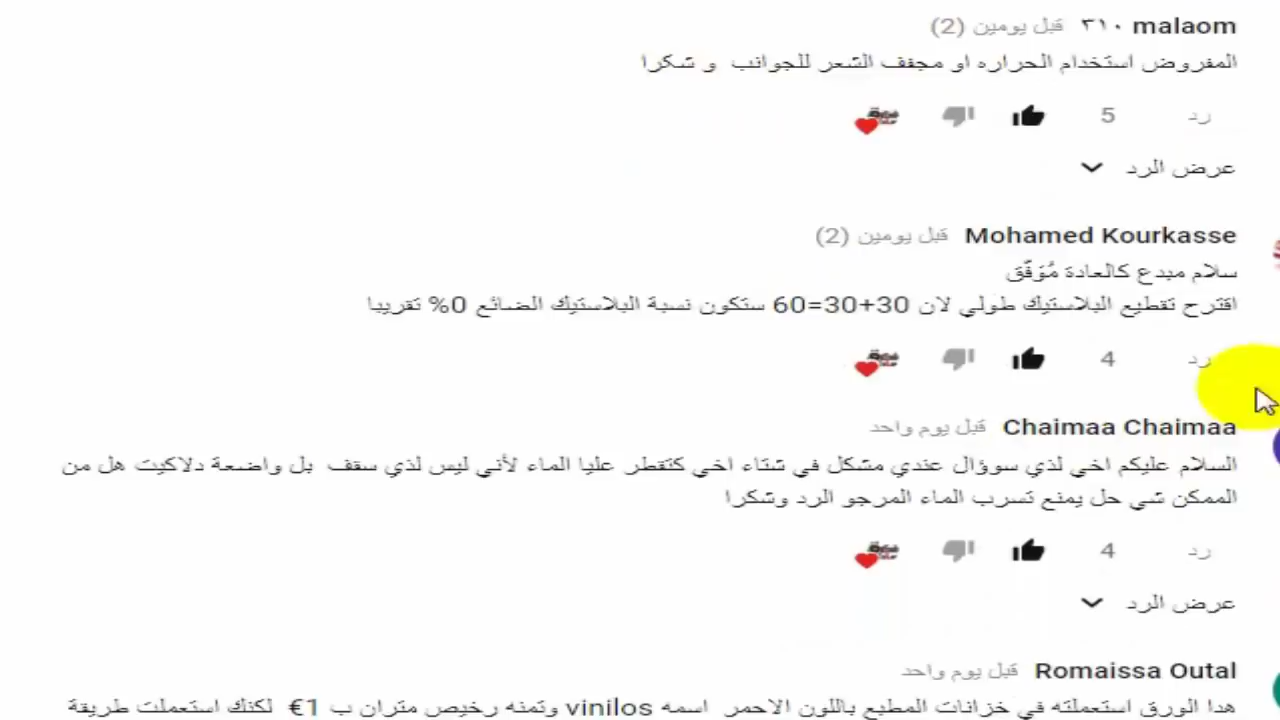 malaom ٣١٠ قبل يومين (2)
المفروض استخدام الحراره او مجفف الشعر للجوانب و شكرا
رد 5
عرض الرد
Mohamed Kourkasse قبل يومين (2)
سلام مبدع كالعادة مُوَفّق
اقترح تقطيع البلاستيك طولي لان 30+30=60 ستكون نسبة البلاستيك الضائع 0% تقريبا
رد 4
Chaimaa Chaimaa قبل يوم واحد
السلام عليكم اخي لذي سوؤال عندي مشكل في شتاء اخي كتقطر عليا الماء لأني ليس لذي سقف بل واضعة دلاكيت هل من
الممكن شي حل يمنع تسرب الماء المرجو الرد وشكرا
رد 4
عرض الرد
Romaissa Outal قبل يوم واحد
هدا الورق استعملته في خزانات المطبع باللون الاحمر اسمه vinilos وتمنه رخيص متران ب 1€ لكنك استعملت طريقة